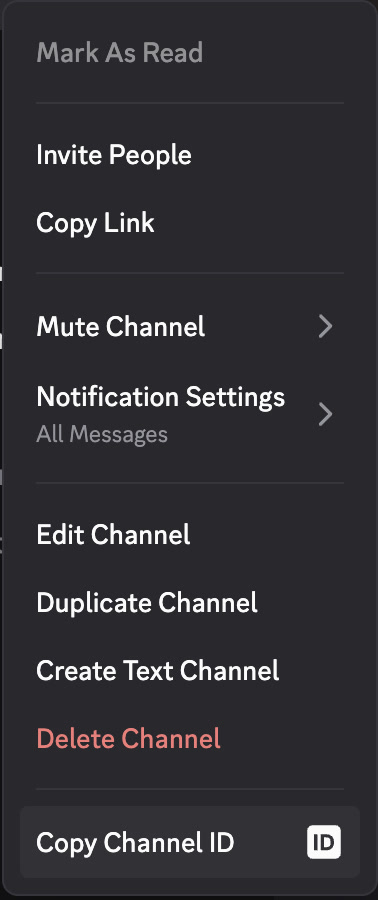 Mark As Read
Invite People
Copy Link
Mute Channel
Notification Settings
All Messages
Edit Channel
Duplicate Channel
Create Text Channel
Delete Channel
Copy Channel ID ID